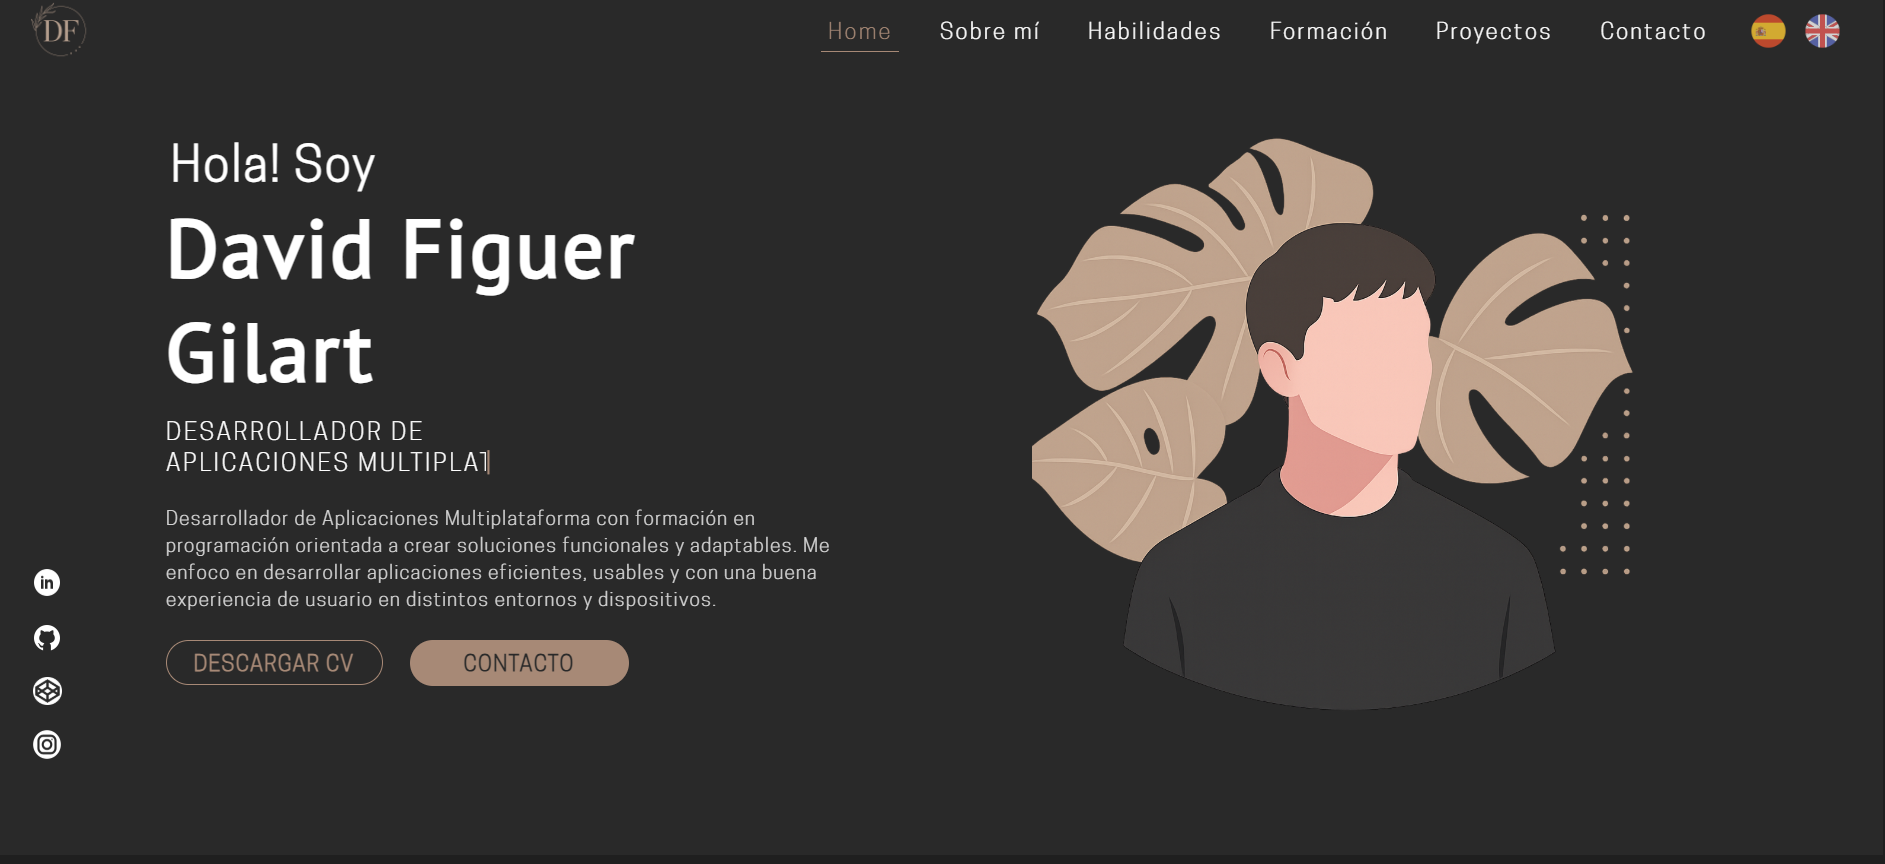 DF
Home Sobre mí Habilidades Formación Proyectos Contacto
Hola! Soy
David Figuer
Gilart
DESARROLLADOR DE
APLICACIONES MULTIPLAT
Desarrollador de Aplicaciones Multiplataforma con formación en
programación orientada a crear soluciones funcionales y adaptables. Me
enfoco en desarrollar aplicaciones eficientes, usables y con una buena
experiencia de usuario en distintos entornos y dispositivos.
DESCARGAR CV CONTACTO
in